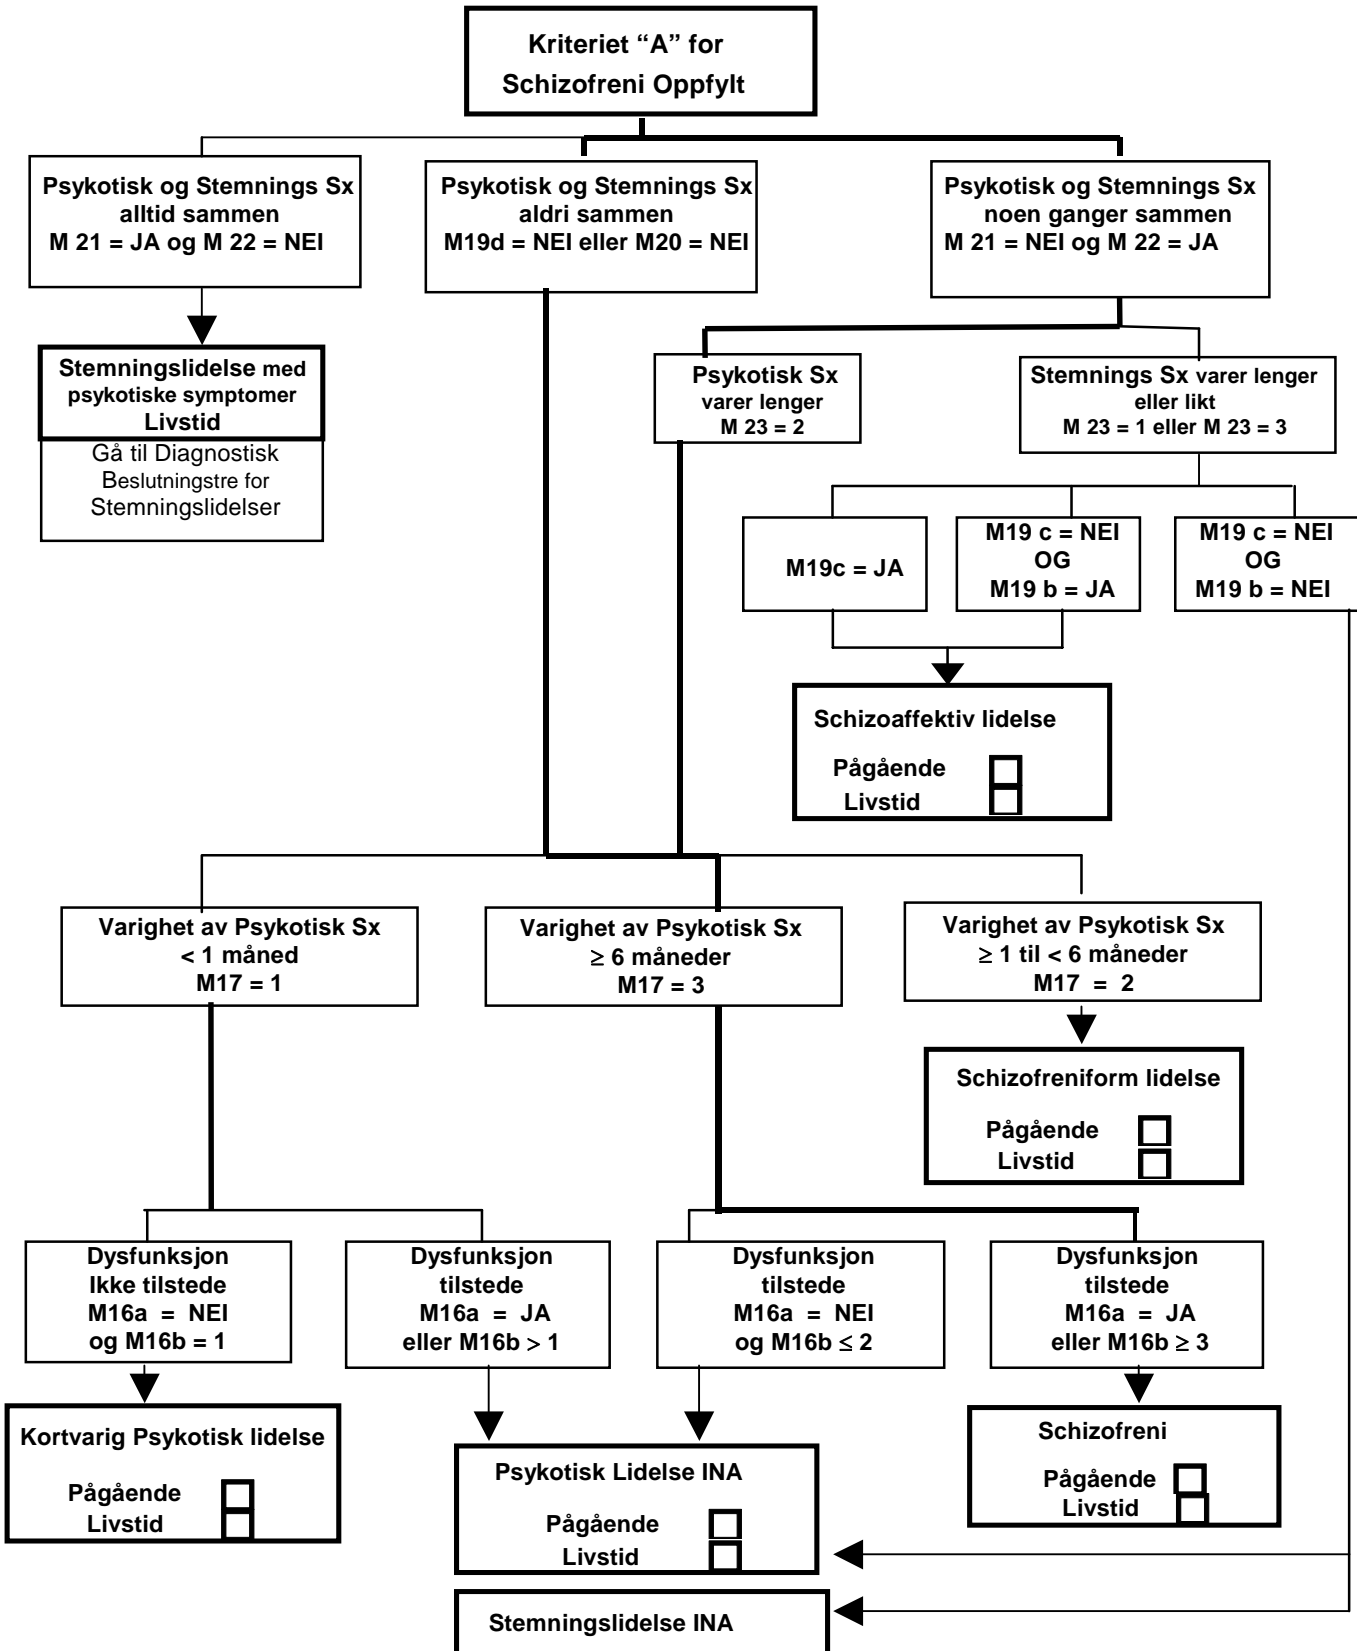 Kriteriet “A” for
Schizofreni Oppfylt
Psykotisk og Stemnings Sx
alltid sammen
M 21 = JA og M 22 = NEI
Psykotisk og Stemnings Sx
aldri sammen
M19d = NEI eller M20 = NEI
Psykotisk og Stemnings Sx
noen ganger sammen
M 21 = NEI og M 22 = JA
Stemningslidelse med
psykotiske symptomer
Livstid
Gå til Diagnostisk
Beslutningstre for
Stemningslidelser
Psykotisk Sx
varer lenger
M 23 = 2
Stemnings Sx varer lenger
eller likt
M 23 = 1 eller M 23 = 3
M19c = JA
M19 c = NEI
OG
M19 b = JA
M19 c = NEI
OG
M19 b = NEI
Schizoaffektiv lidelse
Pågående
Livstid
Varighet av Psykotisk Sx
< 1 måned
M17 = 1
Varighet av Psykotisk Sx
≥ 6 måneder
M17 = 3
Varighet av Psykotisk Sx
≥ 1 til < 6 måneder
M17 = 2
Schizofreniform lidelse
Pågående
Livstid
Dysfunksjon
Ikke tilstede
M16a = NEI
og M16b = 1
Dysfunksjon
tilstede
M16a = JA
eller M16b > 1
Dysfunksjon
tilstede
M16a = NEI
og M16b ≤ 2
Dysfunksjon
tilstede
M16a = JA
eller M16b ≥ 3
Kortvarig Psykotisk lidelse
Pågående
Livstid
Psykotisk Lidelse INA
Pågående
Livstid
Schizofreni
Pågående
Livstid
Stemningslidelse INA